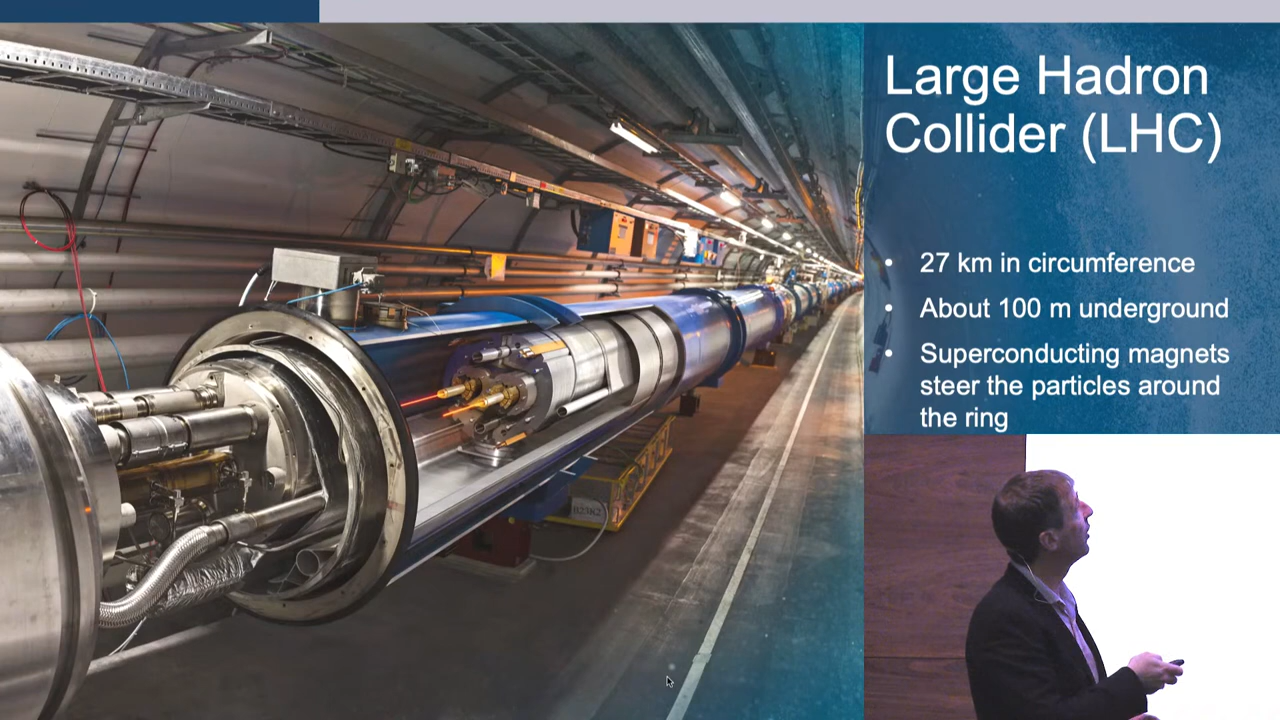 Large Hadron
Collider (LHC)
• 27 km in circumference
• About 100 m underground
• Superconducting magnets
steer the particles around
the ring